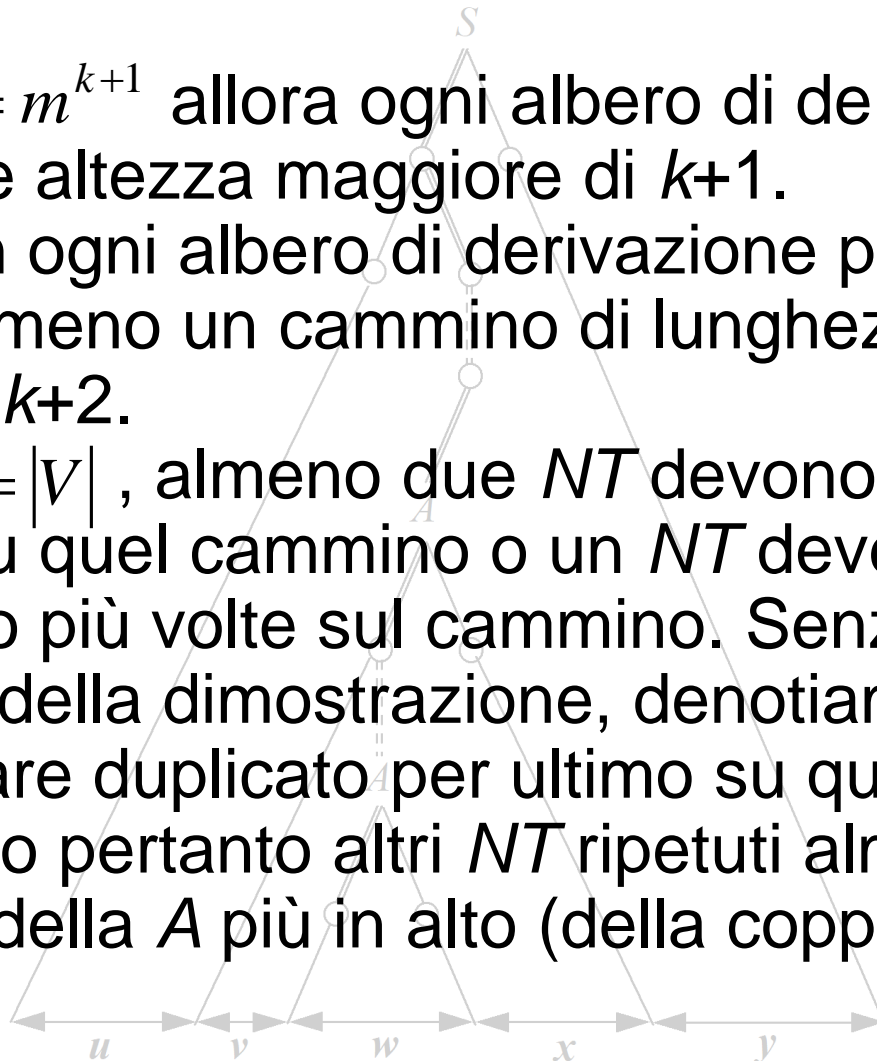 S
= m^{k+1} allora ogni albero di de
e altezza maggiore di k+1.
n ogni albero di derivazione p
meno un cammino di lunghez
k+2.
=|V| , almeno due NT devono
u quel cammino o un NT deve
o più volte sul cammino. Senz
della dimostrazione, denotiar
are duplicato per ultimo su qu
o pertanto altri NT ripetuti alr
della A più in alto (della copp
A
A
u v w x y